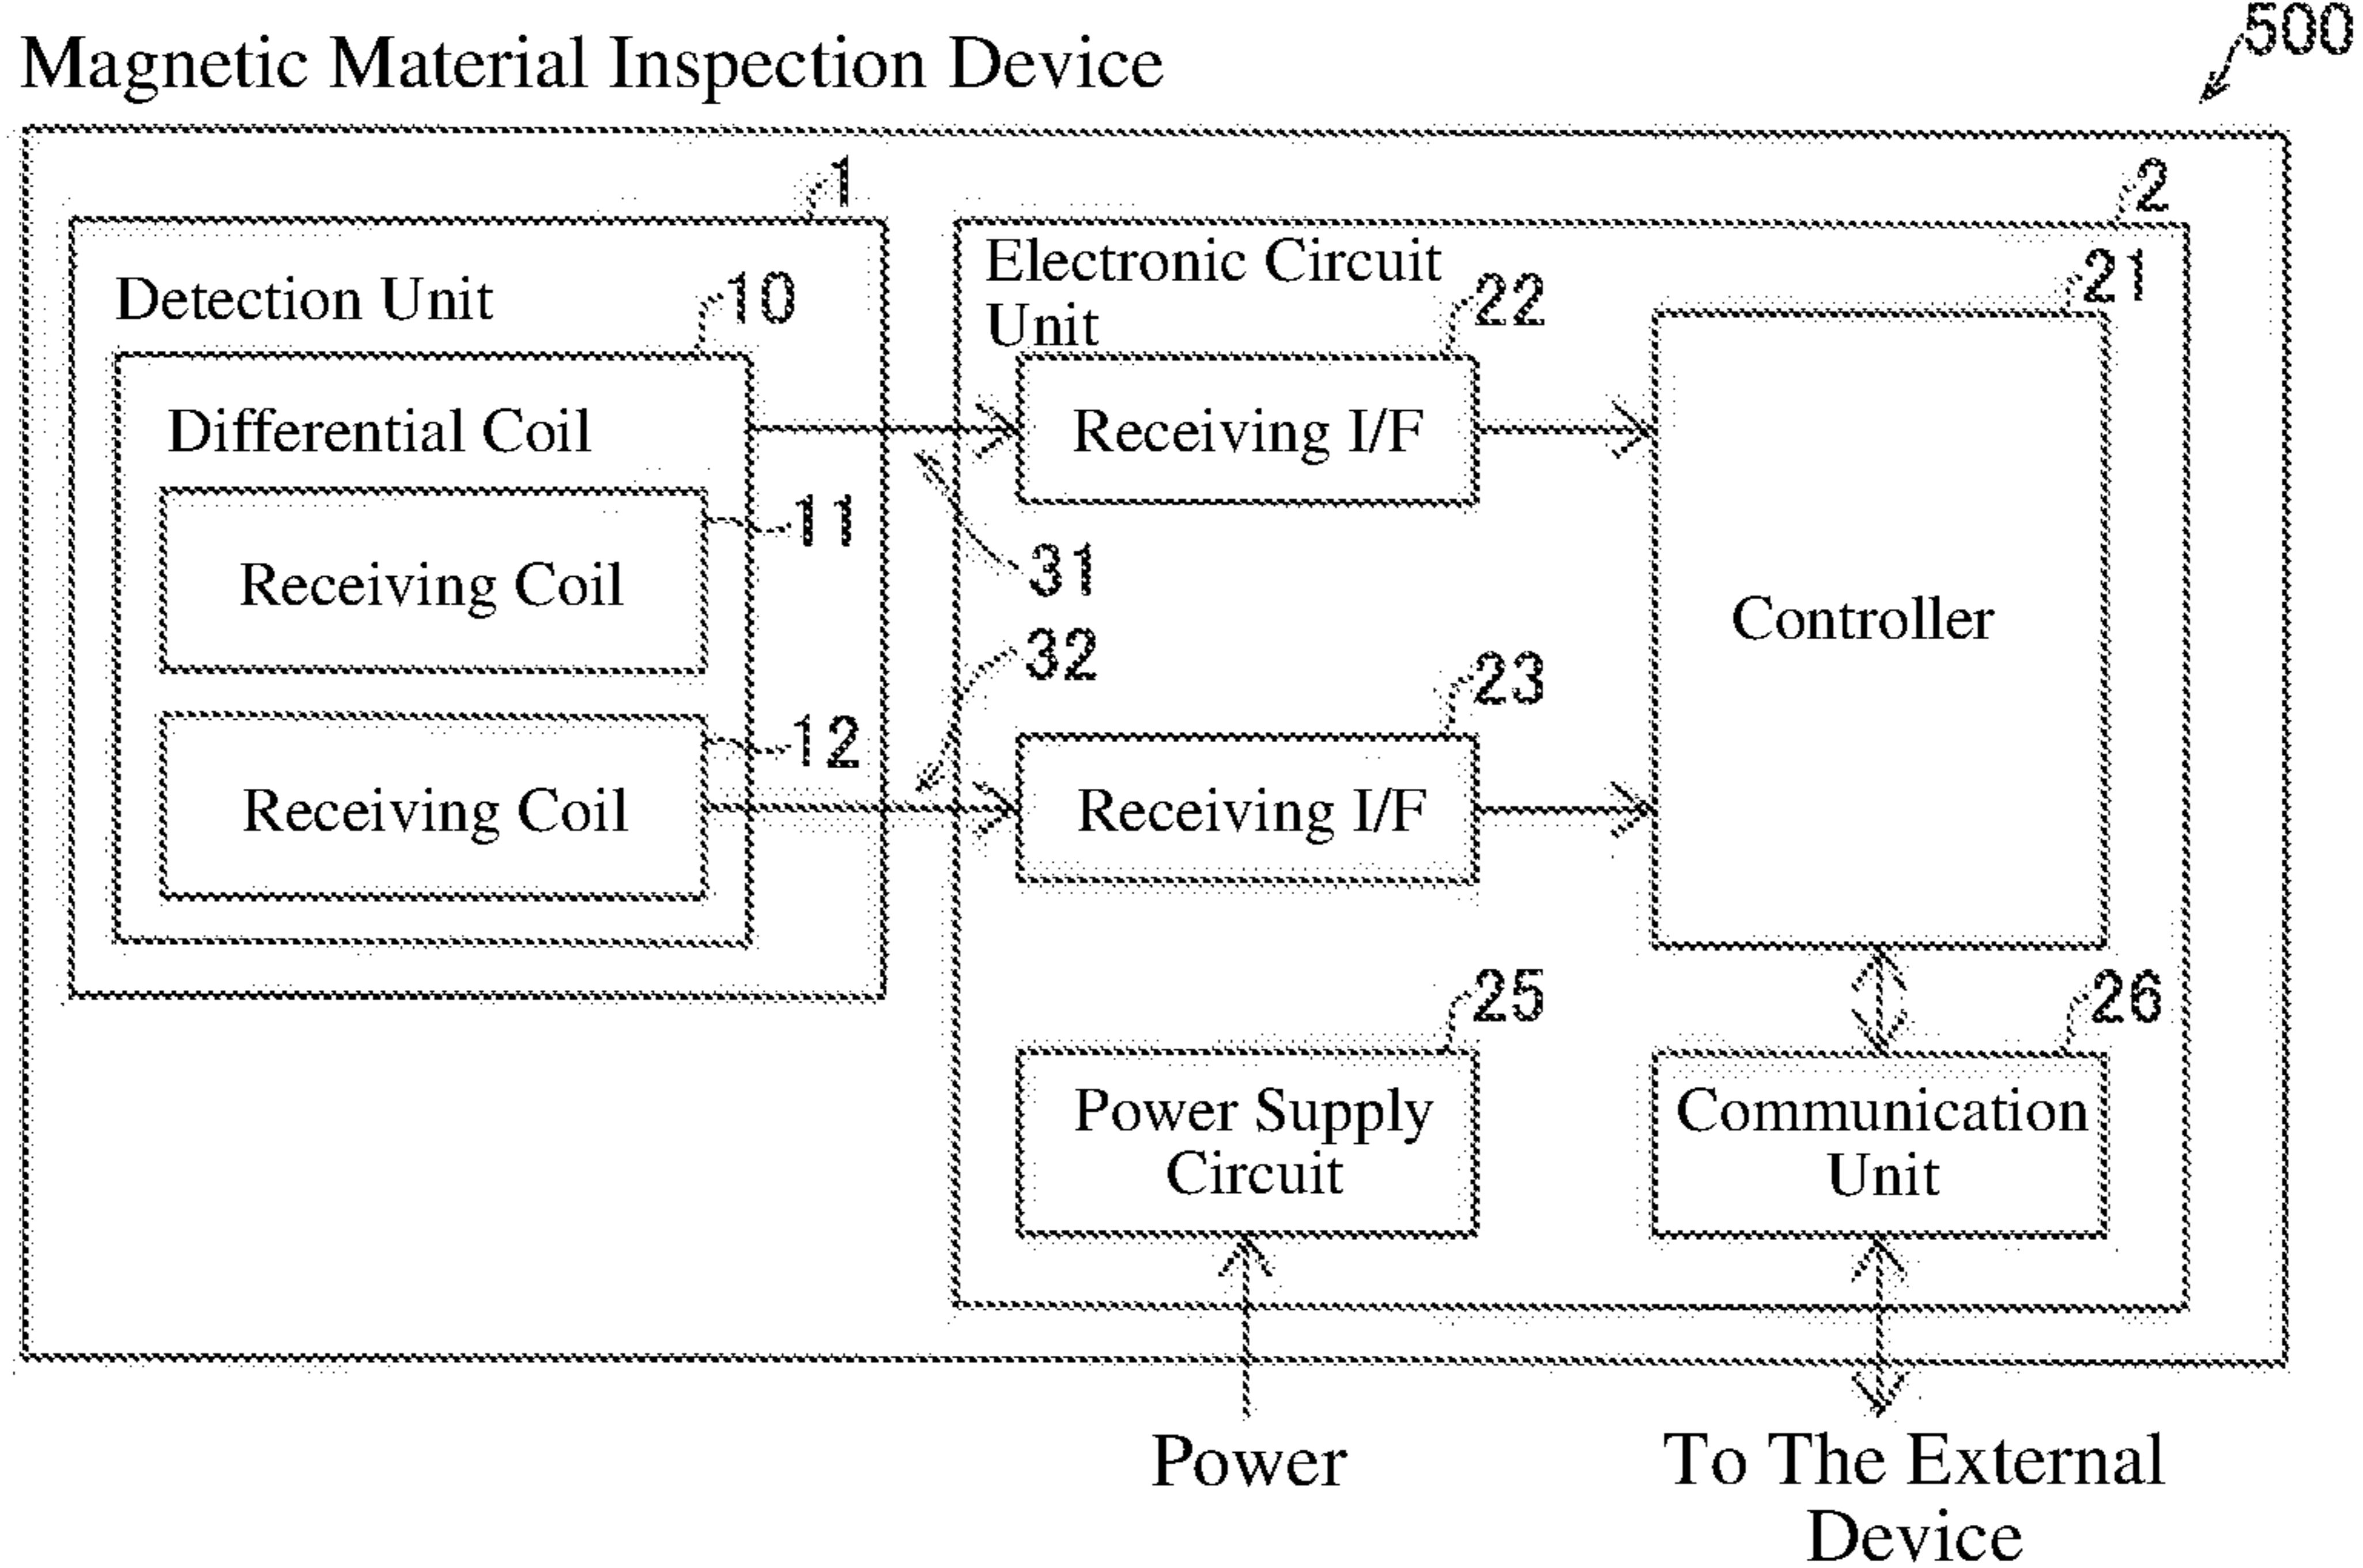 500
Magnetic Material Inspection Device
1
2
Detection Unit
10
Electronic Circuit
Unit
22
21
Differential Coil
Receiving I/F
11
Receiving Coil
31
Controller
32
23
12
Receiving Coil
Receiving I/F
25
26
Power Supply
Circuit
Communication
Unit
Power
To The External
Device